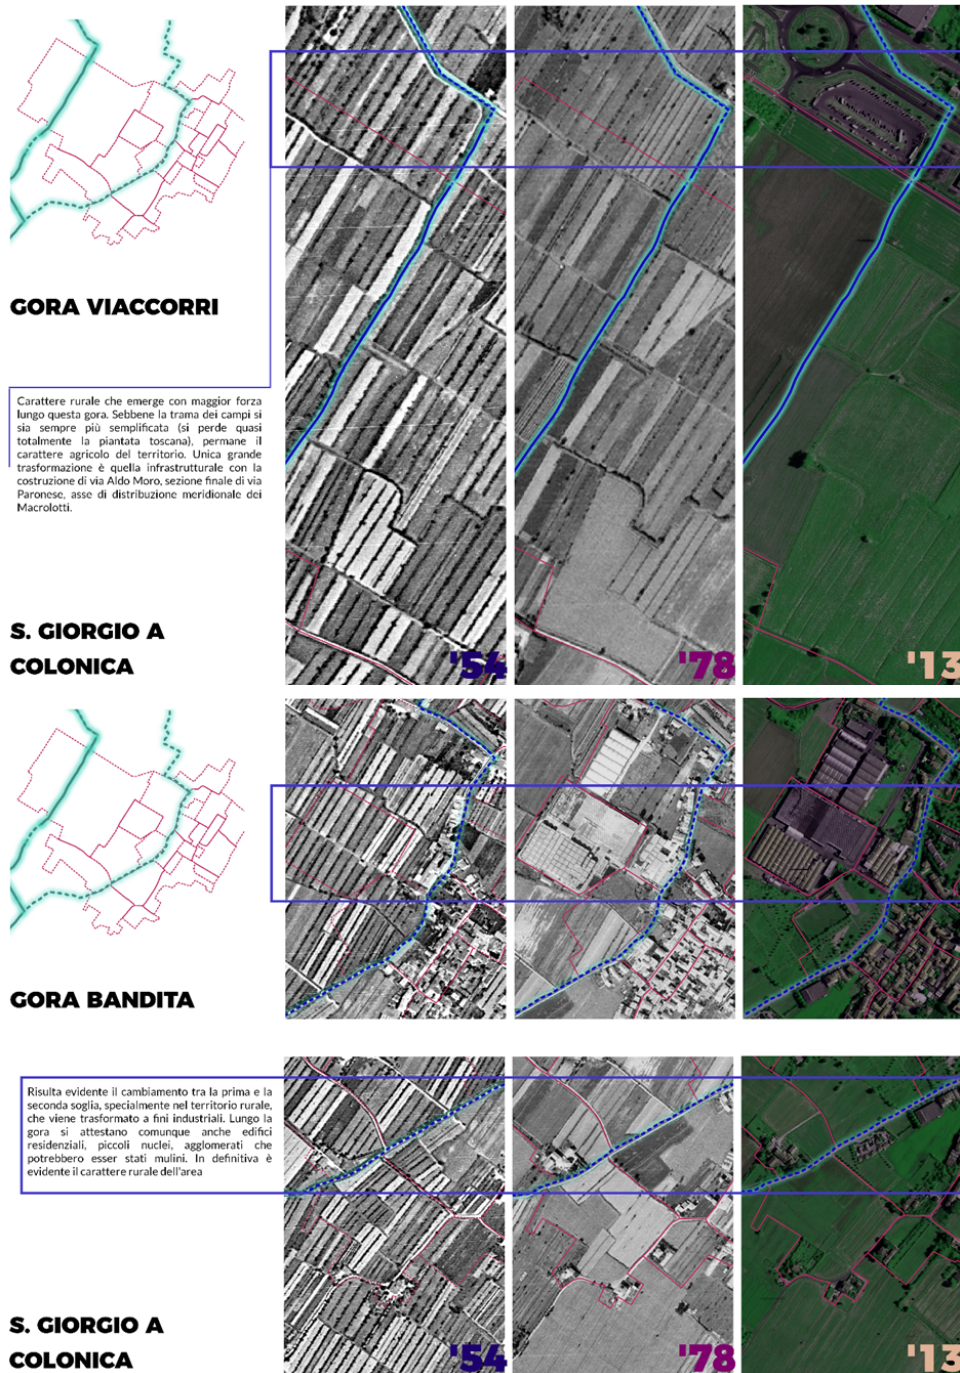 GORA VIACCORRI
Carattere rurale che emerge con maggior forza
lungo questa gora. Sebbene la trama dei campi si
sia sempre più semplificata (si perde quasi
totalmente la piantata toscana), permane il
carattere agricolo del territorio. Unica grande
trasformazione è quella infrastrutturale con la
costruzione di via Aldo Moro, sezione finale di via
Paronese, asse di distribuzione meridionale dei
Macrolotti.
S. GIORGIO A
COLONICA
'54
'78
'13
GORA BANDITA
Risulta evidente il cambiamento tra la prima e la
seconda soglia, specialmente nel territorio rurale,
che viene trasformato a fini industriali. Lungo la
gora si attestano comunque anche edifici
residenziali, piccoli nuclei, agglomerati che
potrebbero esser stati mulini. In definitiva è
evidente il carattere rurale dell'area
S. GIORGIO A
COLONICA
'54
'78
'13